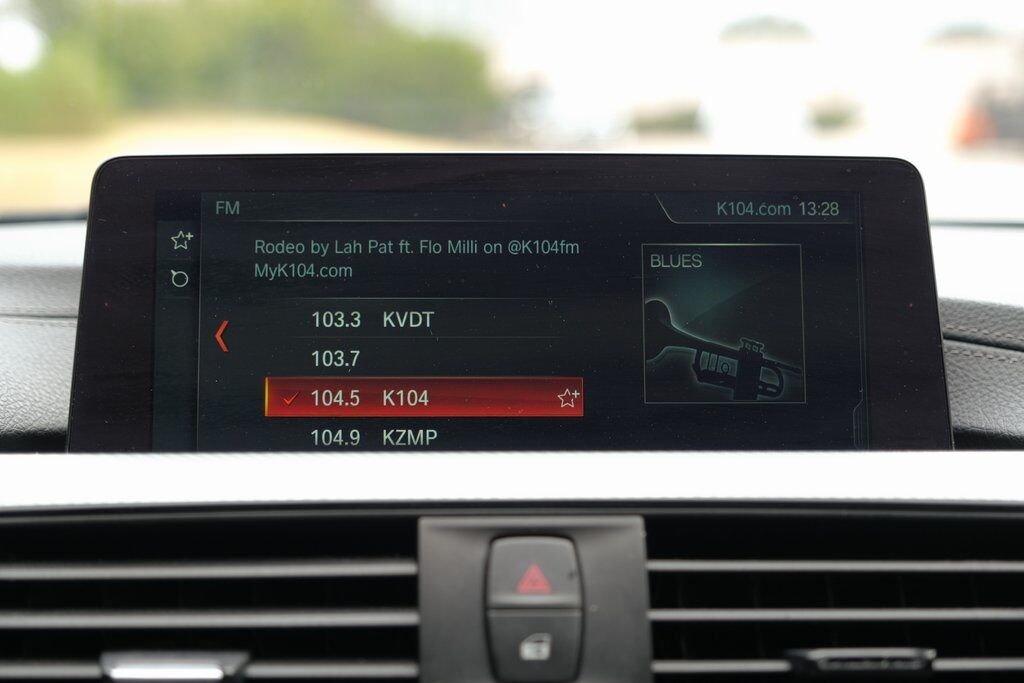 FM
K104.com 13:28
Rodeo by Lah Pat ft. Flo Milli on @K104fm
MyK104.com
BLUES
103.3 KVDT
103.7
104.5 K104
104.9 KZMP